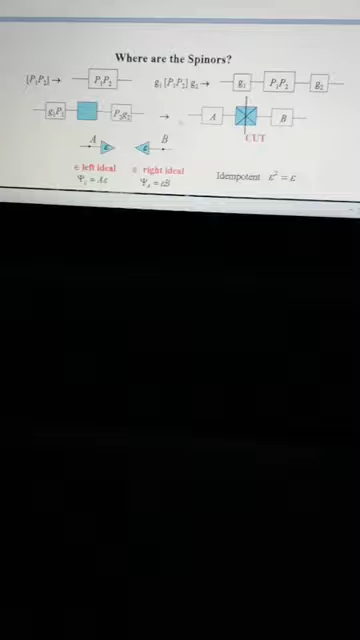 Where are the Spinors?
[P₁P₂] → P₁P₂ g₁ [P₁P₂] g₂ → g₁ P₁P₂ g₂
g₁P₁ P₂g₂ → A B
CUT
A ε ε B
∈ left ideal right ideal Idempotent ε² = ε
Ψ_L = Aε Ψ_R = εB